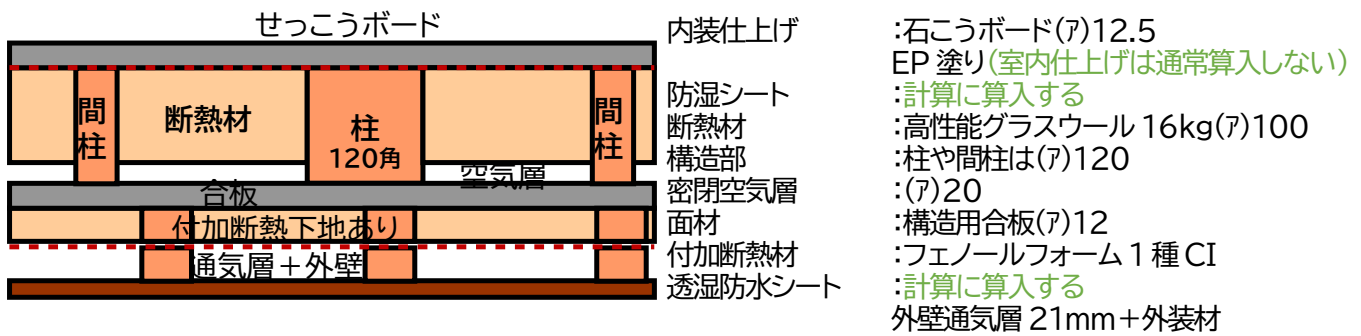 せっこうボード
間柱
断熱材
柱
120角
間柱
空気層
合板
付加断熱下地あり
通気層＋外壁
内装仕上げ :石こうボード(ｱ)12.5
EP 塗り(室内仕上げは通常算入しない)
防湿シート :計算に算入する
断熱材 :高性能グラスウール 16kg(ｱ)100
構造部 :柱や間柱は(ｱ)120
密閉空気層 :(ｱ)20
面材 :構造用合板(ｱ)12
付加断熱材 :フェノールフォーム 1 種 CI
透湿防水シート :計算に算入する
外壁通気層 21mm＋外装材